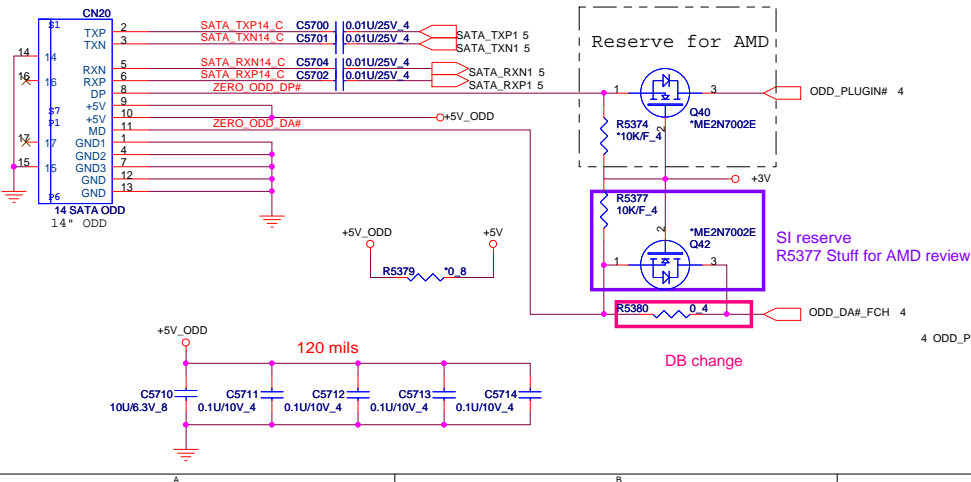 CN20
S1
TXP 2 SATA_TXP14_C C5700 0.01U/25V_4 SATA_TXP1 5
TXN 3 SATA_TXN14_C C5701 0.01U/25V_4 SATA_TXN1 5
14 14
RXN 5 SATA_RXN14_C C5704 0.01U/25V_4 SATA_RXN1 5
RXP 6 SATA_RXP14_C C5702 0.01U/25V_4 SATA_RXP1 5
16 16
DP 8 ZERO_ODD_DP#
+5V 9
S7
+5V 10 +5V_ODD
P1
MD 11 ZERO_ODD_DA#
17 17
GND1 1
GND2 4
15 15
GND3 7
GND 12
P6
GND 13
14 SATA ODD
14" ODD
Reserve for AMD
1 3 ODD_PLUGIN# 4
2
Q40
*ME2N7002E
R5374
*10K/F_4
+3V
R5377
10K/F_4
2
*ME2N7002E
Q42
1 3
SI reserve
R5377 Stuff for AMD review
R5380 0_4
ODD_DA#_FCH 4
DB change
4 ODD_P
+5V_ODD +5V
R5379 *0_8
+5V_ODD
120 mils
C5710
10U/6.3V_8
C5711
0.1U/10V_4
C5712
0.1U/10V_4
C5713
0.1U/10V_4
C5714
0.1U/10V_4
A B